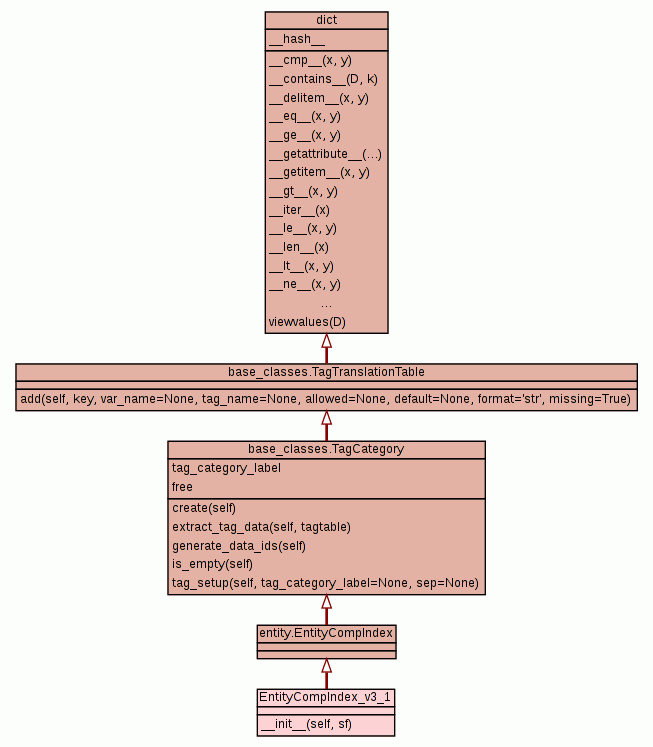 dict
__hash__
__cmp__(x, y)
__contains__(D, k)
__delitem__(x, y)
__eq__(x, y)
__ge__(x, y)
__getattribute__(...)
__getitem__(x, y)
__gt__(x, y)
__iter__(x)
__le__(x, y)
__len__(x)
__lt__(x, y)
__ne__(x, y)
...
viewvalues(D)
base_classes.TagTranslationTable
add(self, key, var_name=None, tag_name=None, allowed=None, default=None, format='str', missing=True)
base_classes.TagCategory
tag_category_label
free
create(self)
extract_tag_data(self, tagtable)
generate_data_ids(self)
is_empty(self)
tag_setup(self, tag_category_label=None, sep=None)
entity.EntityCompIndex
EntityCompIndex_v3_1
__init__(self, sf)